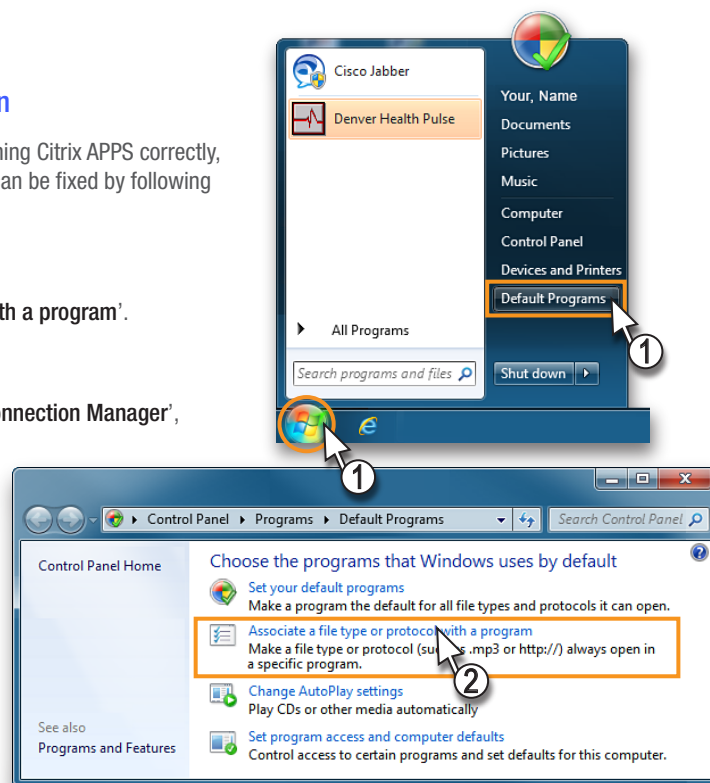 n
ning Citrix APPS correctly,
an be fixed by following
th a program'.
onnection Manager',
Cisco Jabber
Denver Health Pulse
All Programs
Search programs and files
Your, Name
Documents
Pictures
Music
Computer
Control Panel
Devices and Printers
Default Programs
Shut down
1
1
Control Panel Programs Default Programs
Search Control Panel
Control Panel Home
Choose the programs that Windows uses by default
Set your default programs
Make a program the default for all file types and protocols it can open.
Associate a file type or protocol with a program
Make a file type or protocol (such as .mp3 or http://) always open in
a specific program.
2
Change AutoPlay settings
Play CDs or other media automatically
Set program access and computer defaults
Control access to certain programs and set defaults for this computer.
See also
Programs and Features